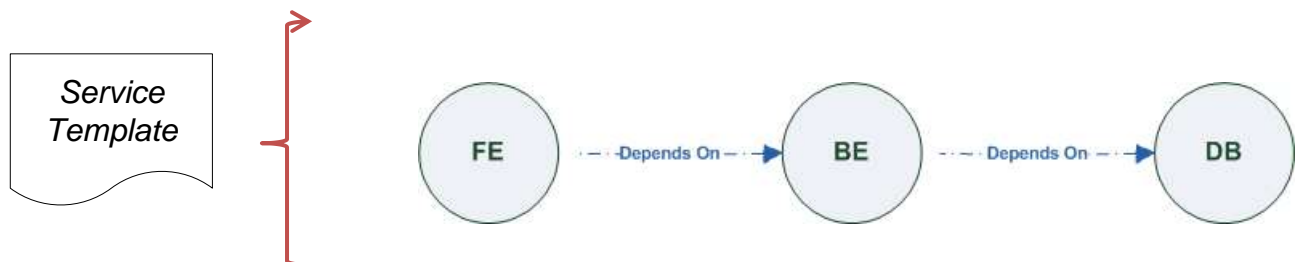 Service
Template
FE
Depends On
BE
Depends On
DB